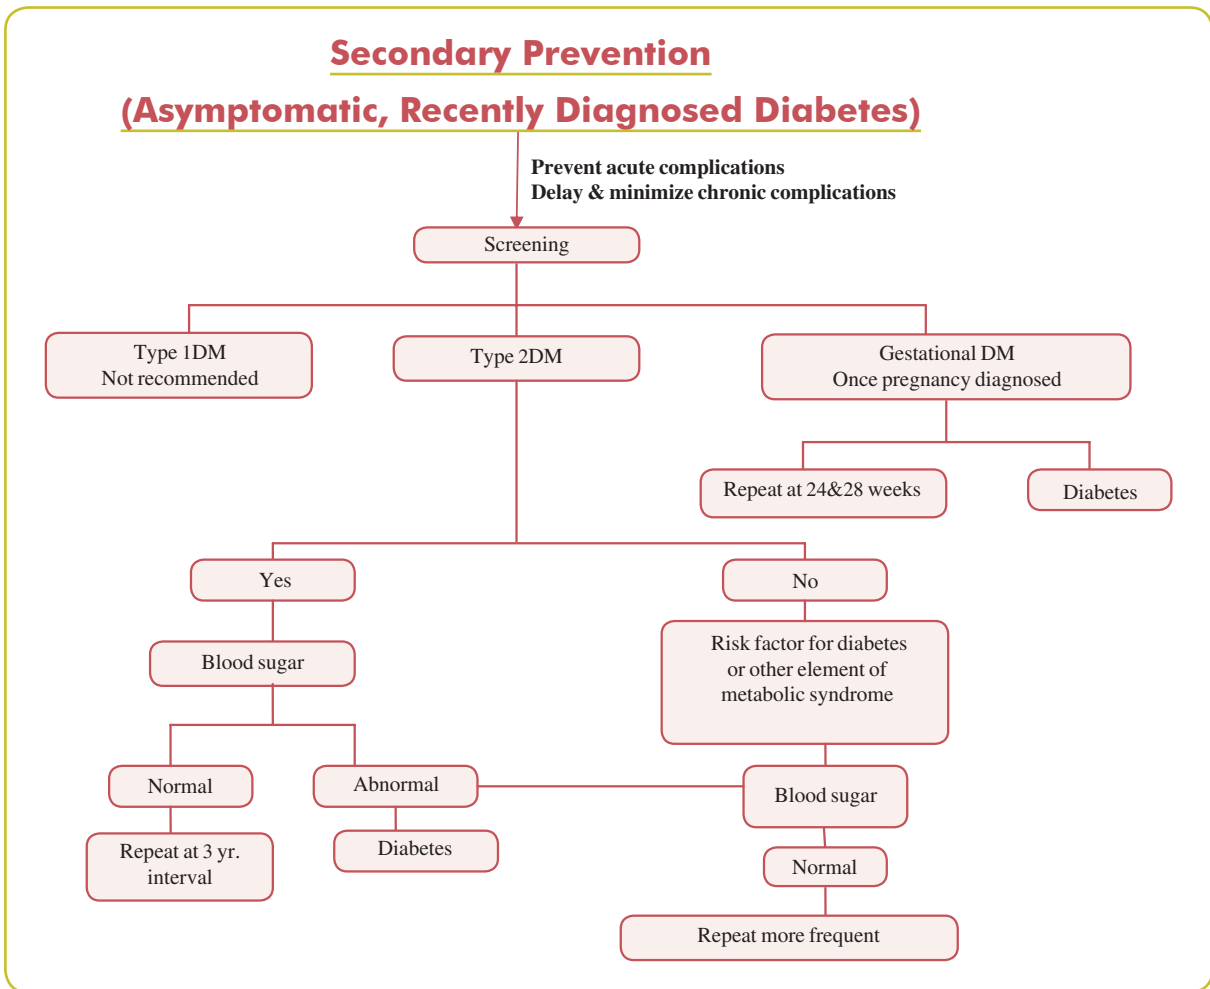 Secondary Prevention
(Asymptomatic, Recently Diagnosed Diabetes)
Prevent acute complications
Delay & minimize chronic complications
Screening
Type 1DM
Not recommended
Type 2DM
Gestational DM
Once pregnancy diagnosed
Repeat at 24&28 weeks
Diabetes
Yes
No
Blood sugar
Risk factor for diabetes
or other element of
metabolic syndrome
Normal
Abnormal
Blood sugar
Repeat at 3 yr.
interval
Diabetes
Normal
Repeat more frequent